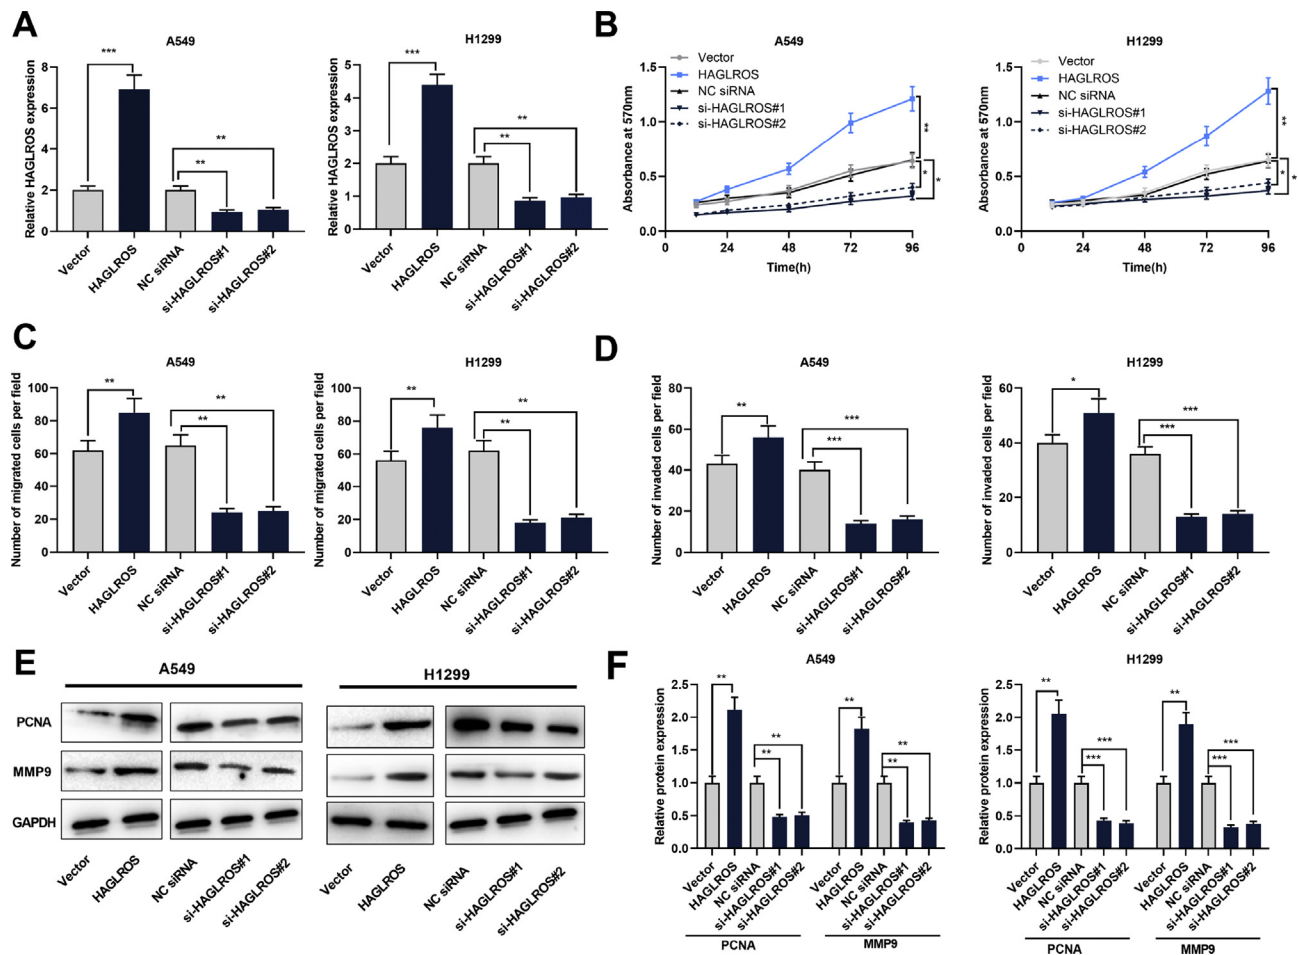 A
A549
***
**
**
Relative HAGLROS expression
8
6
4
2
0
Vector
HAGLROS
NC siRNA
si-HAGLROS#1
si-HAGLROS#2
H1299
***
**
**
Relative HAGLROS expression
5
4
3
2
1
0
Vector
HAGLROS
NC siRNA
si-HAGLROS#1
si-HAGLROS#2
B
A549
Vector
HAGLROS
NC siRNA
si-HAGLROS#1
si-HAGLROS#2
Absorbance at 570nm
1.5
1.0
0.5
0.0
0
24
48
72
96
Time(h)
**
*
*
H1299
Vector
HAGLROS
NC siRNA
si-HAGLROS#1
si-HAGLROS#2
Absorbance at 570nm
1.5
1.0
0.5
0.0
0
24
48
72
96
Time(h)
**
*
*
C
A549
**
**
**
Number of migrated cells per field
100
80
60
40
20
0
Vector
HAGLROS
NC siRNA
si-HAGLROS#1
si-HAGLROS#2
H1299
**
**
**
Number of migrated cells per field
100
80
60
40
20
0
Vector
HAGLROS
NC siRNA
si-HAGLROS#1
si-HAGLROS#2
D
A549
**
***
***
Number of invaded cells per field
80
60
40
20
0
Vector
HAGLROS
NC siRNA
si-HAGLROS#1
si-HAGLROS#2
H1299
*
***
***
Number of invaded cells per field
60
40
20
0
Vector
HAGLROS
NC siRNA
si-HAGLROS#1
si-HAGLROS#2
E
A549
H1299
PCNA
MMP9
GAPDH
Vector
HAGLROS
NC siRNA
si-HAGLROS#1
si-HAGLROS#2
Vector
HAGLROS
NC siRNA
si-HAGLROS#1
si-HAGLROS#2
F
A549
**
**
**
**
**
**
Relative protein expression
2.5
2.0
1.5
1.0
0.5
0.0
Vector
HAGLROS
NC siRNA
si-HAGLROS#1
si-HAGLROS#2
Vector
HAGLROS
NC siRNA
si-HAGLROS#1
si-HAGLROS#2
PCNA
MMP9
H1299
**
***
***
**
***
***
Relative protein expression
2.5
2.0
1.5
1.0
0.5
0.0
Vector
HAGLROS
NC siRNA
si-HAGLROS#1
si-HAGLROS#2
Vector
HAGLROS
NC siRNA
si-HAGLROS#1
si-HAGLROS#2
PCNA
MMP9